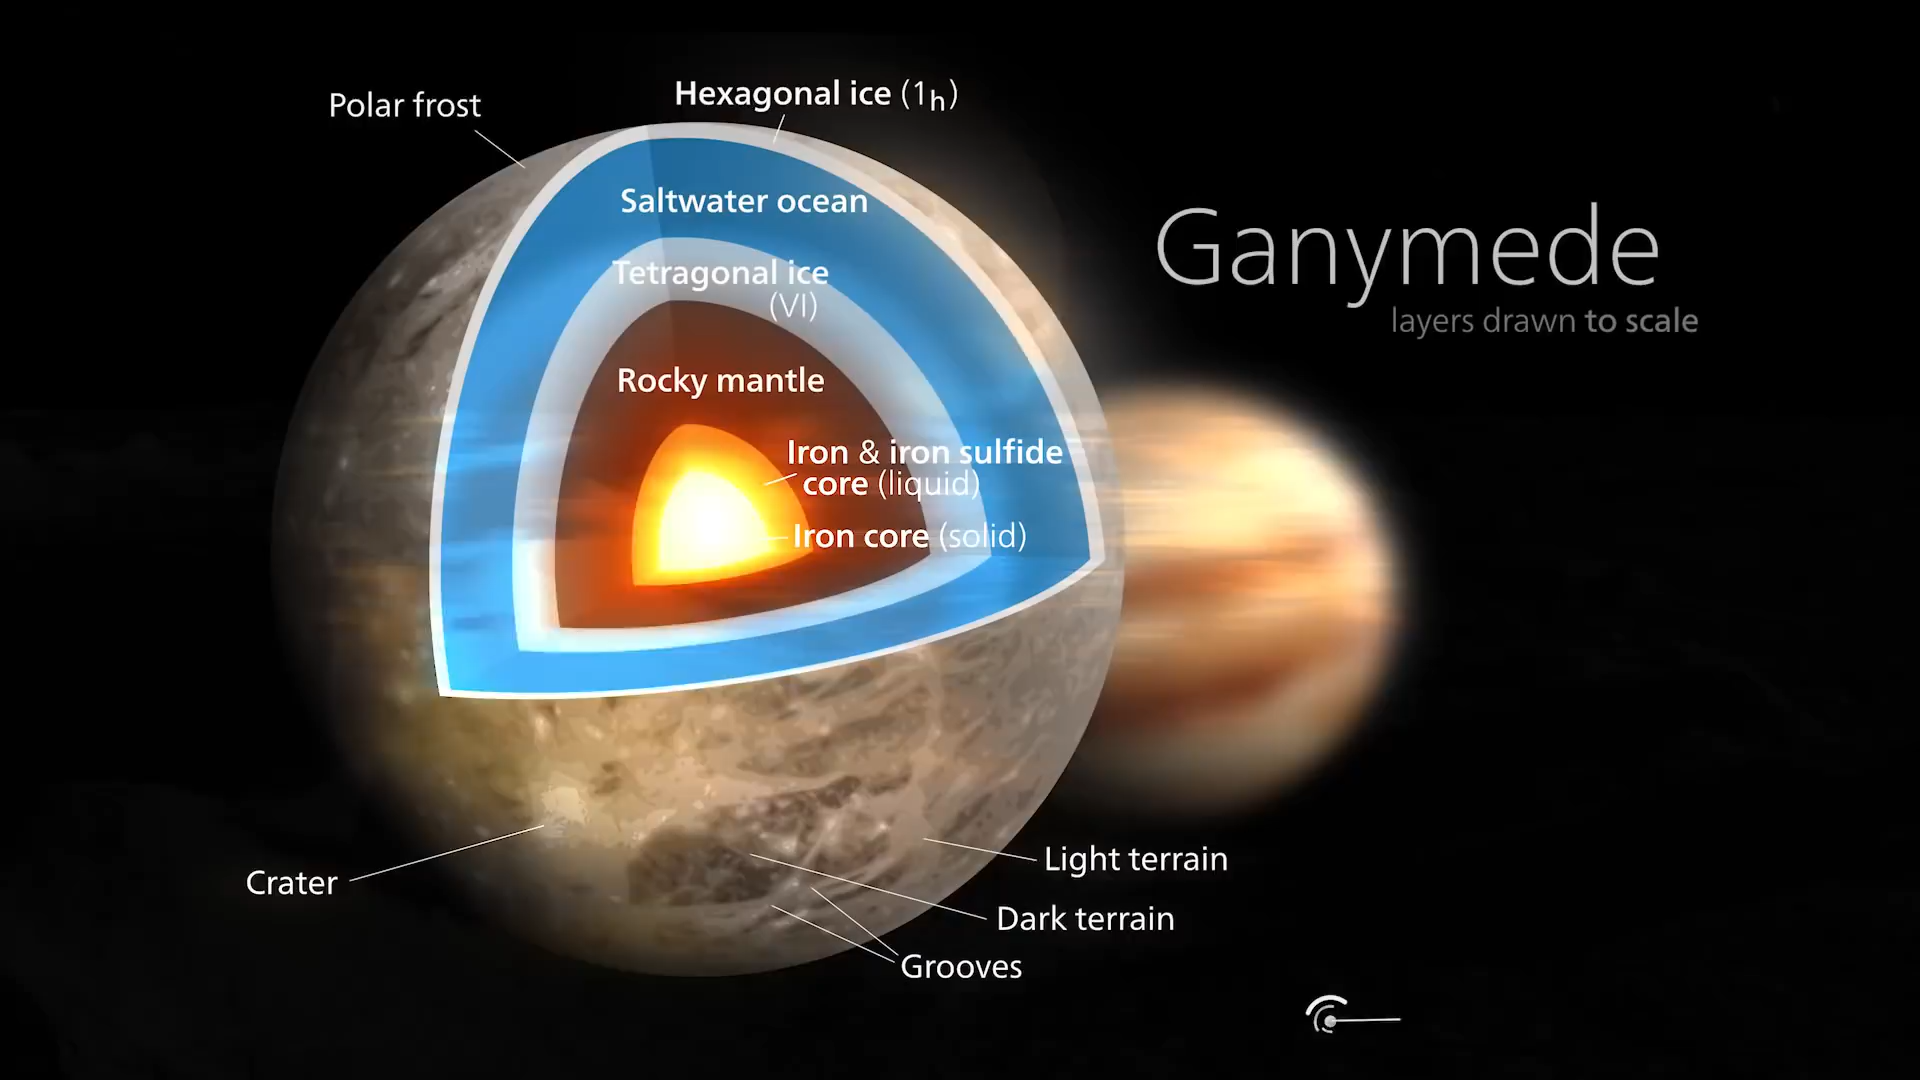 Polar frost
Hexagonal ice (1h)
Saltwater ocean
Tetragonal ice
(VI)
Rocky mantle
Iron & iron sulfide
core (liquid)
Iron core (solid)
Ganymede
layers drawn to scale
Crater
Light terrain
Dark terrain
Grooves